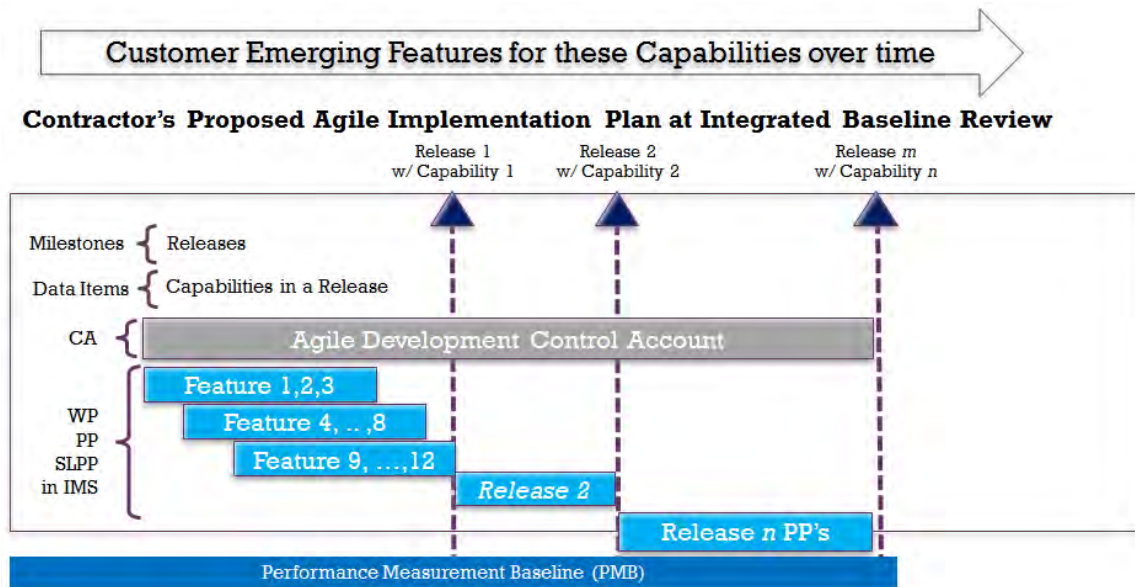 Customer Emerging Features for these Capabilities over time
Contractor's Proposed Agile Implementation Plan at Integrated Baseline Review
Release 1
w/ Capability 1
Release 2
w/ Capability 2
Release m
w/ Capability n
Milestones
Releases
Data Items
Capabilities in a Release
CA
Agile Development Control Account
Feature 1,2,3
Feature 4, .. ,8
Feature 9, ...,12
WP
PP
SLPP
in IMS
Release 2
Release n PP's
Performance Measurement Baseline (PMB)